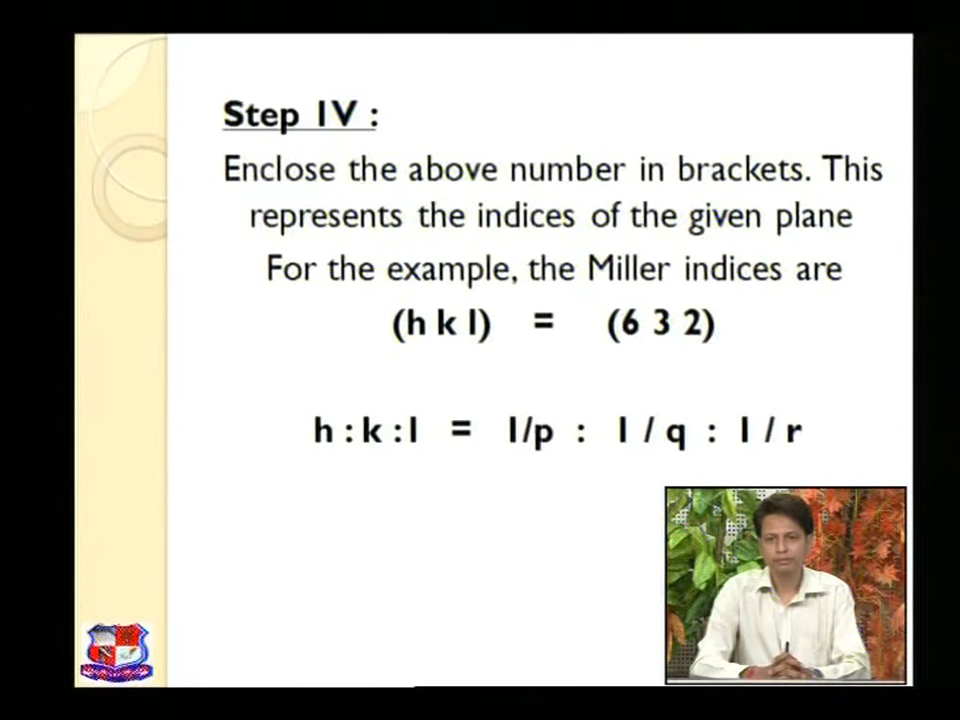 Step IV :
Enclose the above number in brackets. This
represents the indices of the given plane
For the example, the Miller indices are
(h k l) = (6 3 2)
h : k : l = 1/p : 1 / q : 1 / r